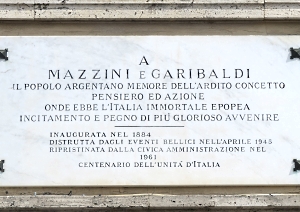 A
MAZZINI E GARIBALDI
IL POPOLO ARGENTANO MEMORE DELL'ARDITO CONCETTO
PENSIERO ED AZIONE
ONDE EBBE L'ITALIA IMMORTALE EPOPEA
INCITAMENTO E PEGNO DI PIÙ GLORIOSO AVVENIRE
INAUGURATA NEL 1884
DISTRUTTA DAGLI EVENTI BELLICI NELL'APRILE 1945
RIPRISTINATA DALLA CIVICA AMMINISTRAZIONE NEL
1961
CENTENARIO DELL'UNITÁ D'ITALIA